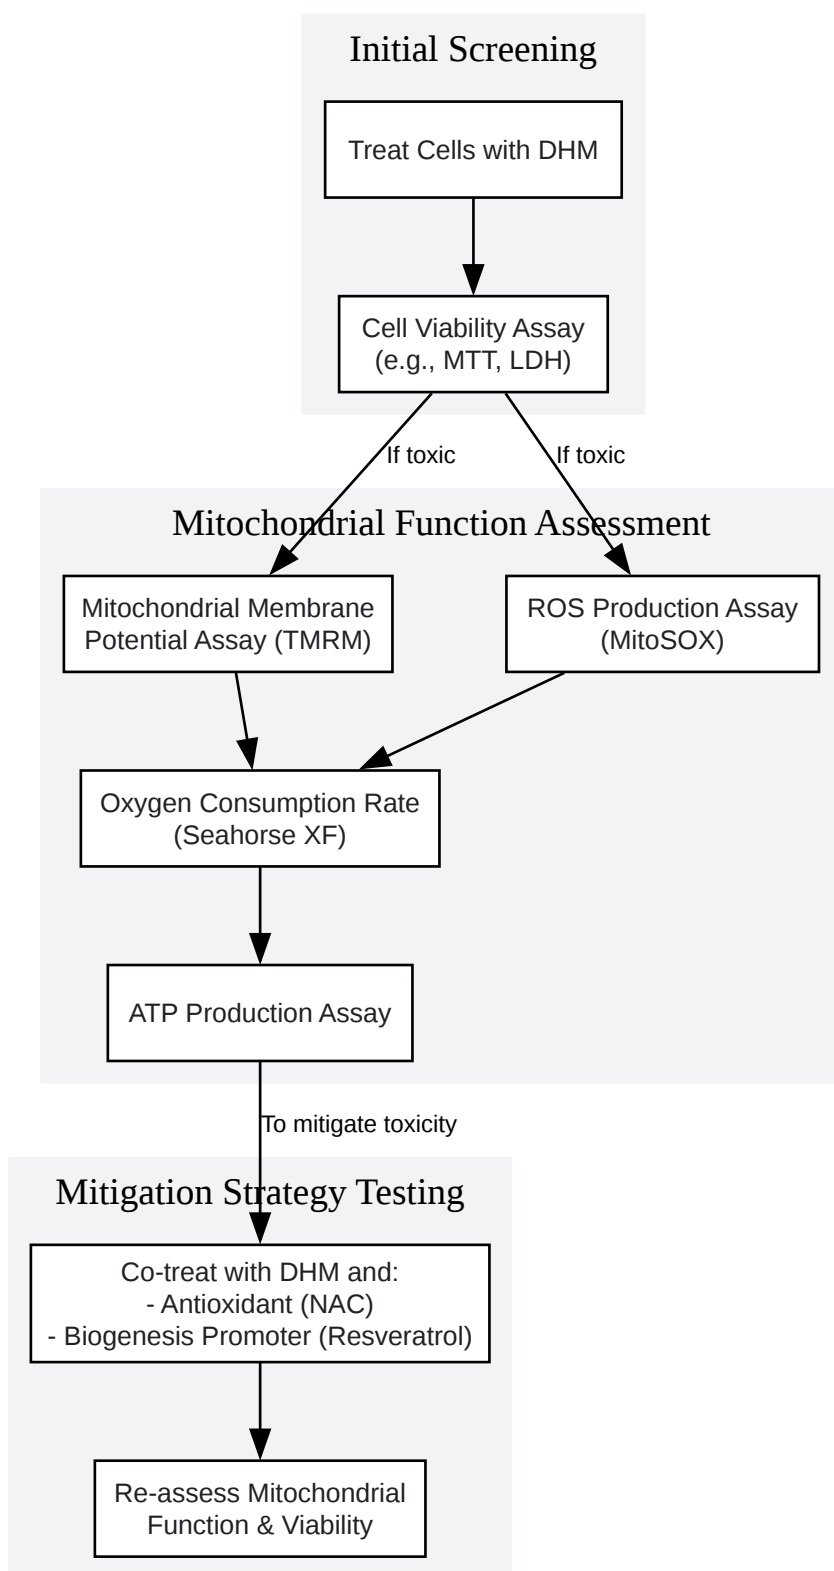 Initial Screening
Treat Cells with DHM
Cell Viability Assay
(e.g., MTT, LDH)
If toxic
If toxic
Mitochondrial Function Assessment
Mitochondrial Membrane
Potential Assay (TMRM)
ROS Production Assay
(MitoSOX)
Oxygen Consumption Rate
(Seahorse XF)
ATP Production Assay
To mitigate toxicity
Mitigation Strategy Testing
Co-treat with DHM and:
- Antioxidant (NAC)
- Biogenesis Promoter (Resveratrol)
Re-assess Mitochondrial
Function & Viability